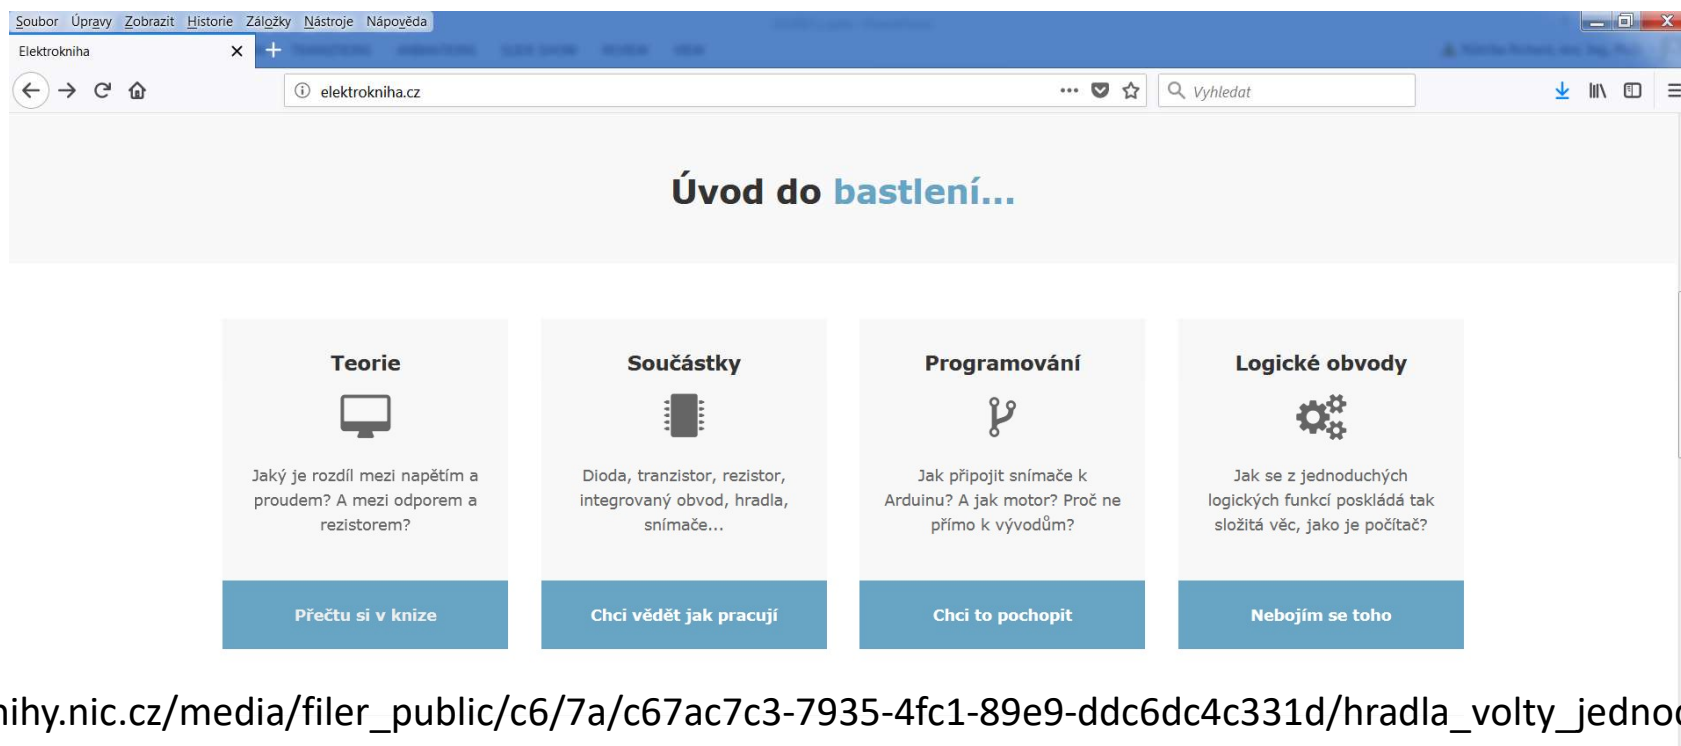 Soubor Úpravy Zobrazit Historie Záložky Nástroje Nápověda
Elektrokniha
elektrokniha.cz
Vyhledat
Úvod do bastlení...
Teorie
Jaký je rozdíl mezi napětím a
proudem? A mezi odporem a
rezistorem?
Přečtu si v knize
Součástky
Dioda, tranzistor, rezistor,
integrovaný obvod, hradla,
snímače...
Chci vědět jak pracují
Programování
Jak připojit snímače k
Arduinu? A jak motor? Proč ne
přímo k vývodům?
Chci to pochopit
Logické obvody
Jak se z jednoduchých
logických funkcí poskládá tak
složitá věc, jako je počítač?
Nebojím se toho
nihy.nic.cz/media/filer_public/c6/7a/c67ac7c3-7935-4fc1-89e9-ddc6dc4c331d/hradla_volty_jednoc